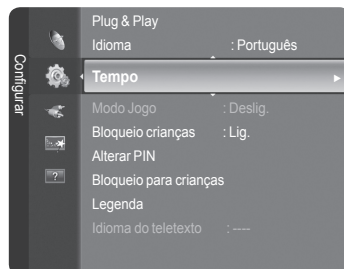 Configurar
Plug & Play
Idioma : Português
Tempo
Modo Jogo : Deslig.
Bloqueio crianças : Lig.
Alterar PIN
Bloqueio para crianças
Legenda
Idioma do teletexto : ----
?